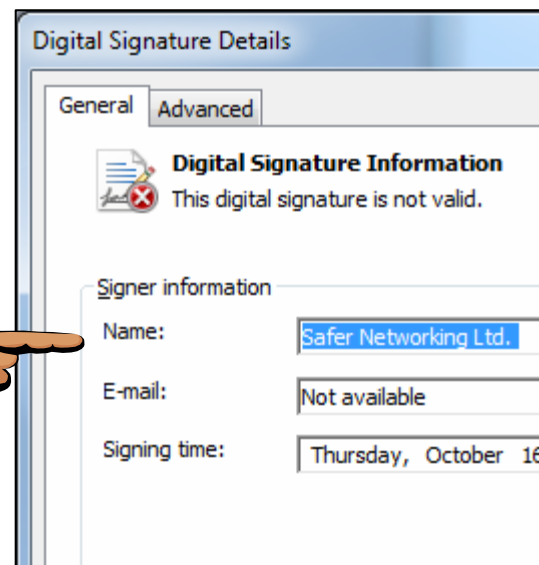 Digital Signature Details
General Advanced
Digital Signature Information
This digital signature is not valid.
Signer information
Name: Safer Networking Ltd.
E-mail: Not available
Signing time: Thursday, October 16